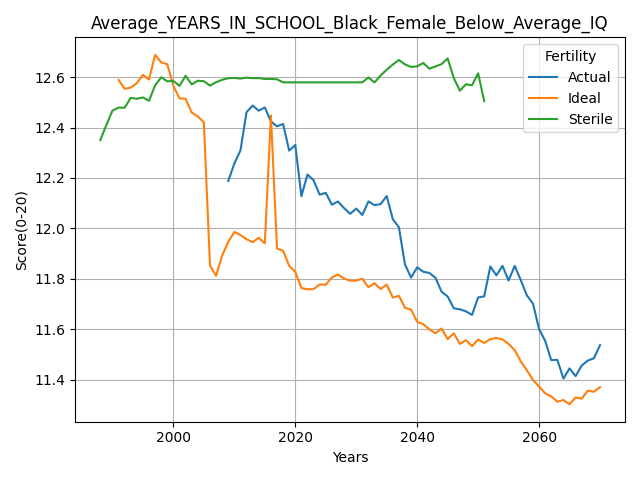 Average_YEARS_IN_SCHOOL_Black_Female_Below_Average_IQ
Fertility
Actual
Ideal
Sterile
Score(0-20)
12.6
12.4
12.2
12.0
11.8
11.6
11.4
2000
2020
2040
2060
Years